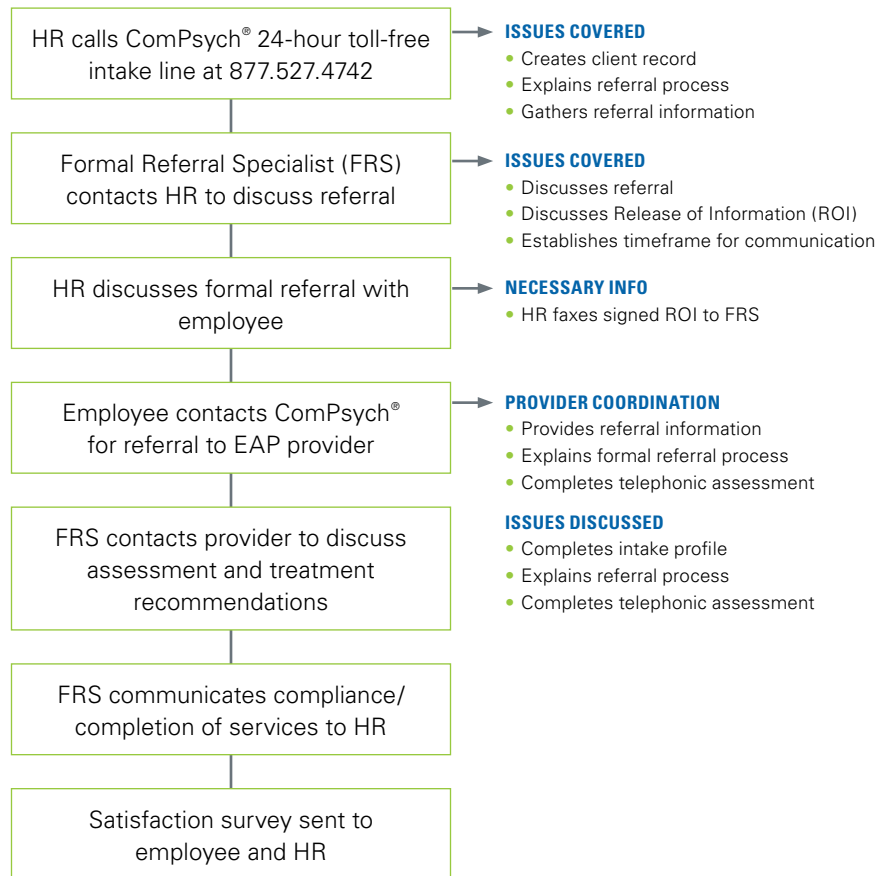 HR calls ComPsych® 24-hour toll-free
intake line at 877.527.4742
ISSUES COVERED
• Creates client record
• Explains referral process
• Gathers referral information
Formal Referral Specialist (FRS)
contacts HR to discuss referral
ISSUES COVERED
• Discusses referral
• Discusses Release of Information (ROI)
• Establishes timeframe for communication
HR discusses formal referral with
employee
NECESSARY INFO
• HR faxes signed ROI to FRS
Employee contacts ComPsych®
for referral to EAP provider
PROVIDER COORDINATION
• Provides referral information
• Explains formal referral process
• Completes telephonic assessment
ISSUES DISCUSSED
• Completes intake profile
• Explains referral process
• Completes telephonic assessment
FRS contacts provider to discuss
assessment and treatment
recommendations
FRS communicates compliance/
completion of services to HR
Satisfaction survey sent to
employee and HR